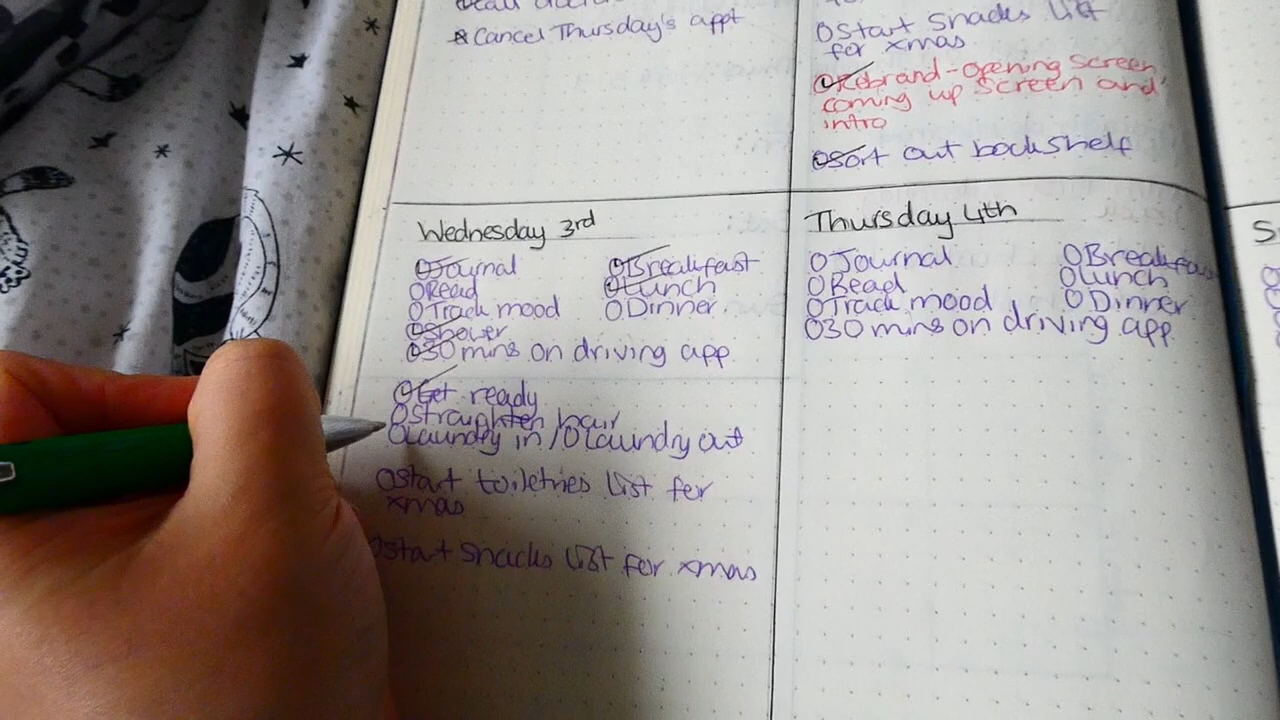 Cancel Thursday's appt
Start Snacks list
for xmas
Rebrand - opening screen,
coming up screen and
intro
Sort out bookshelf
Wednesday 3rd
Journal
Read
Track mood
Shower
30 mins on driving app
Breakfast
Lunch
Dinner
Get ready
Straughten hair
Laundry in / Laundry out
Start toiletries list for
xmas
Start snacks list for xmas
Thursday 4th
Journal
Read
Track mood
30 mins on driving app
Breakfast
Lunch
Dinner
S